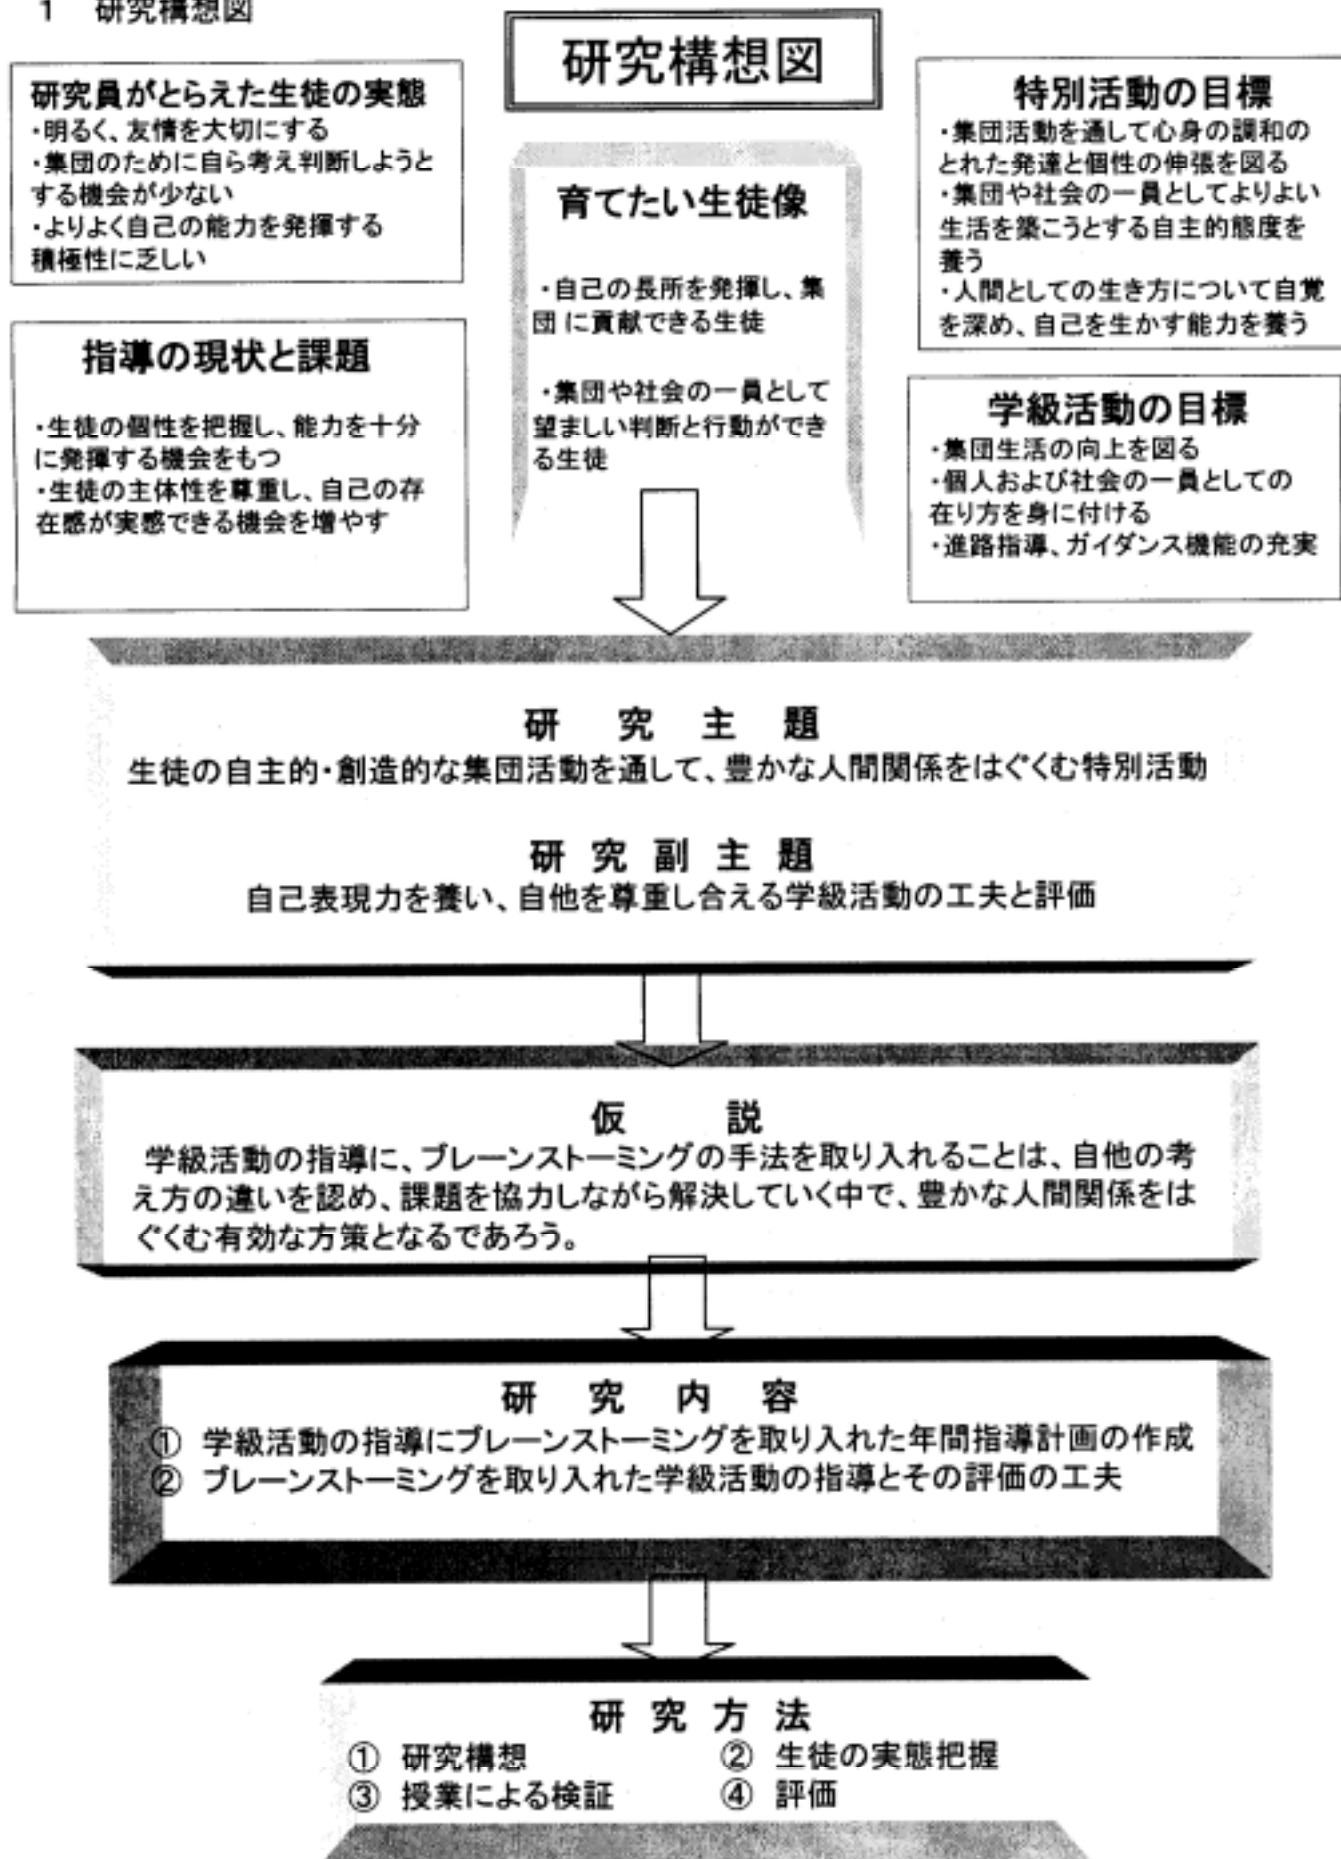 1 研究構想図
研究構想図
研究員がとらえた生徒の実態
・明るく、友情を大切にする
・集団のために自ら考え判断しようと
する機会が少ない
・よりよく自己の能力を発揮する
積極性に乏しい
指導の現状と課題
・生徒の個性を把握し、能力を十分
に発揮する機会をもつ
・生徒の主体性を尊重し、自己の存
在感が実感できる機会を増やす
育てたい生徒像
・自己の長所を発揮し、集
団 に貢献できる生徒
・集団や社会の一員として
望ましい判断と行動ができ
る生徒
特別活動の目標
・集団活動を通して心身の調和の
とれた発達と個性の伸張を図る
・集団や社会の一員としてよりよい
生活を築こうとする自主的態度を
養う
・人間としての生き方について自覚
を深め、自己を生かす能力を養う
学級活動の目標
・集団生活の向上を図る
・個人および社会の一員としての
在り方を身に付ける
・進路指導、ガイダンス機能の充実
研 究 主 題
生徒の自主的・創造的な集団活動を通して、豊かな人間関係をはぐくむ特別活動
研 究 副 主 題
自己表現力を養い、自他を尊重し合える学級活動の工夫と評価
仮 説
学級活動の指導に、ブレーンストーミングの手法を取り入れることは、自他の考
え方の違いを認め、課題を協力しながら解決していく中で、豊かな人間関係をは
ぐくむ有効な方策となるであろう。
研 究 内 容
① 学級活動の指導にブレーンストーミングを取り入れた年間指導計画の作成
② ブレーンストーミングを取り入れた学級活動の指導とその評価の工夫
研 究 方 法
① 研究構想 ② 生徒の実態把握
③ 授業による検証 ④ 評価